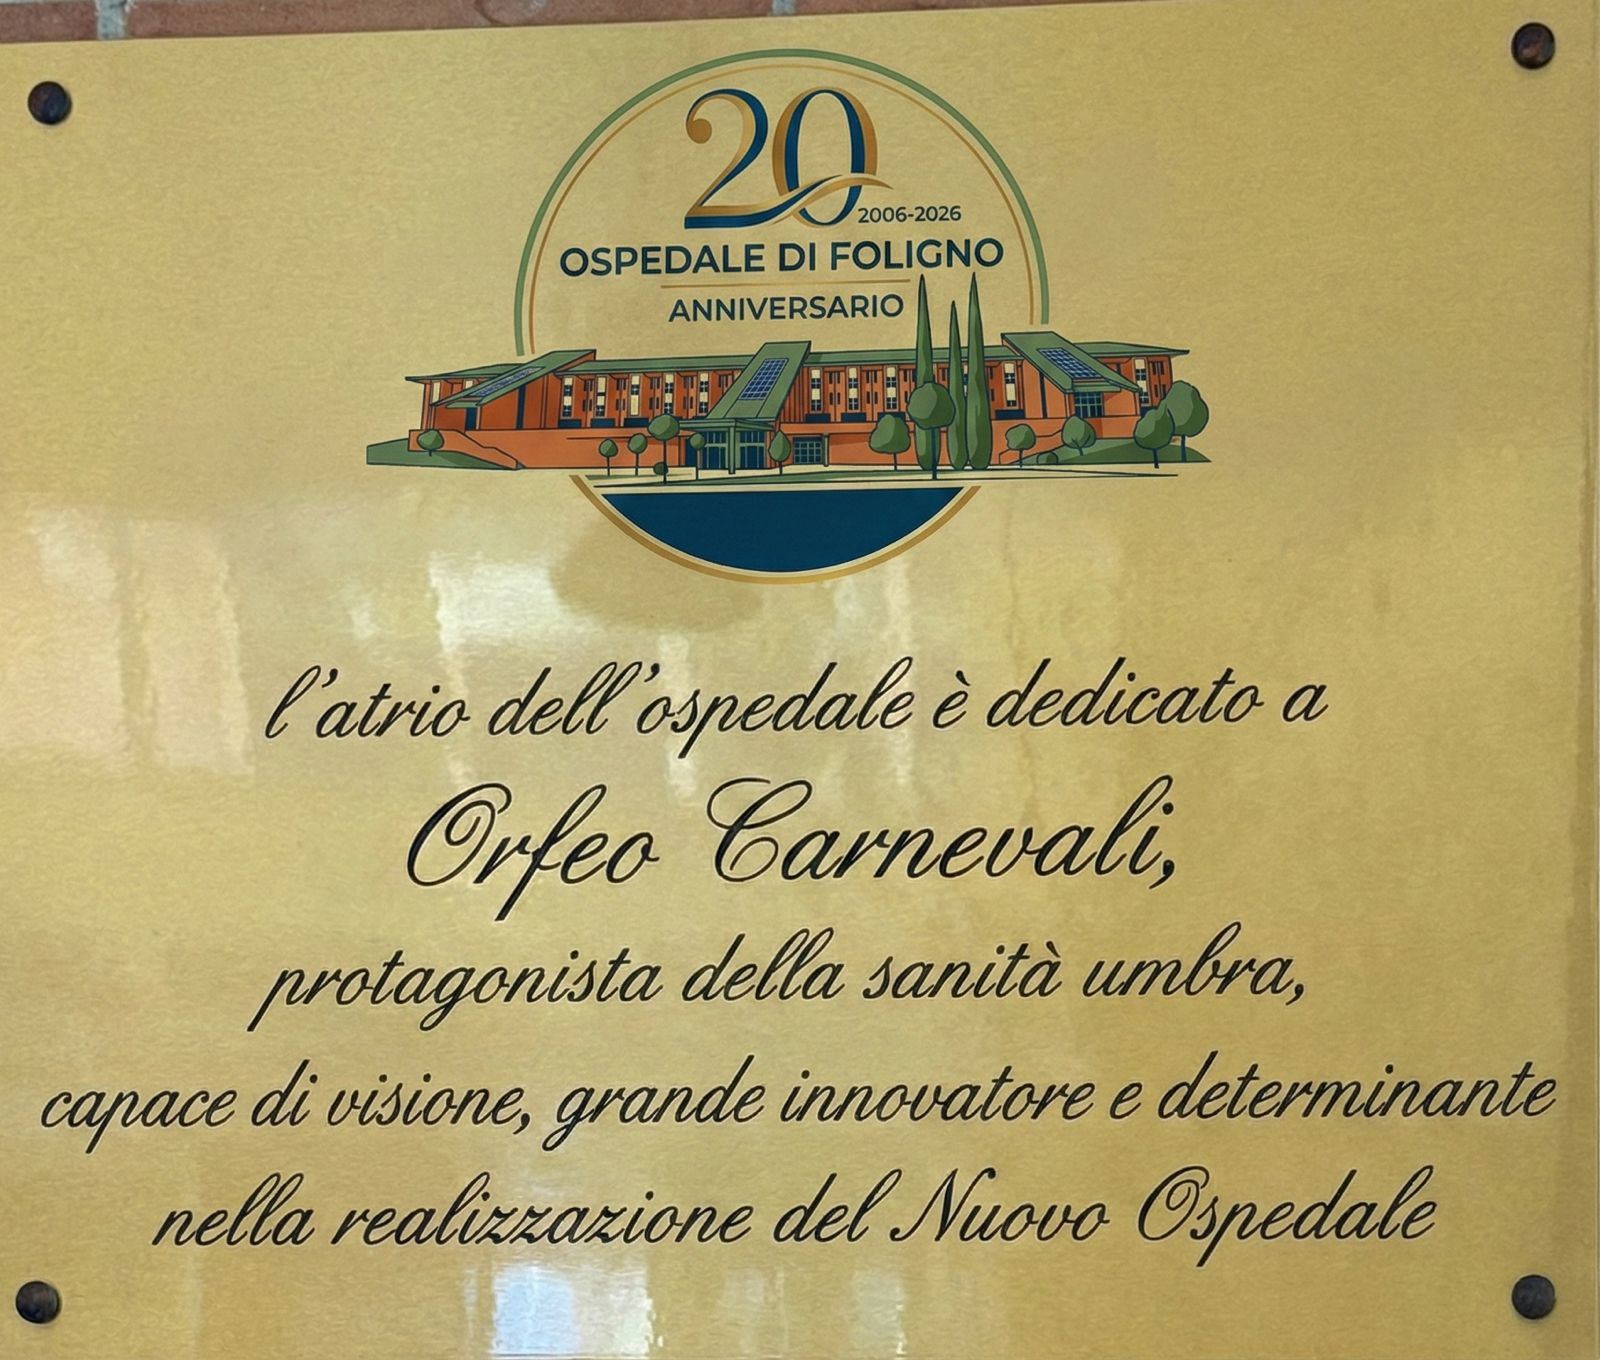 20
2006-2026
OSPEDALE DI FOLIGNO
ANNIVERSARIO
l'atrio dell'ospedale è dedicato a
Orfeo Carnevali,
protagonista della sanità umbra,
capace di visione, grande innovatore e determinante
nella realizzazione del Nuovo Ospedale